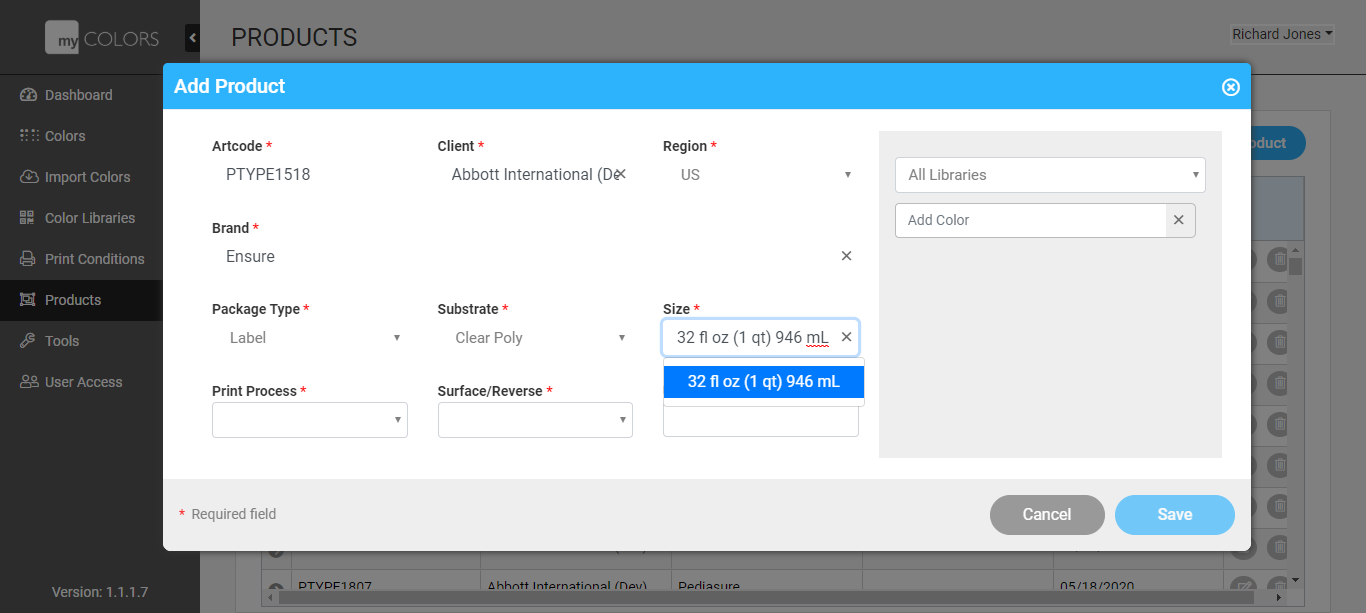 my COLORS
PRODUCTS
Richard Jones
Dashboard
Colors
Import Colors
Color Libraries
Print Conditions
Products
Tools
User Access
Version: 1.1.1.7
Add Product
Artcode *
PTYPE1518
Client *
Abbott International (De
Region *
US
Brand *
Ensure
Package Type *
Label
Substrate *
Clear Poly
Size *
32 fl oz (1 qt) 946 mL
32 fl oz (1 qt) 946 mL
Print Process *
Surface/Reverse *
All Libraries
Add Color
* Required field
Cancel
Save
oduct
PTYPE1807
Abbott International (Dev)
Pediasure
05/18/2020